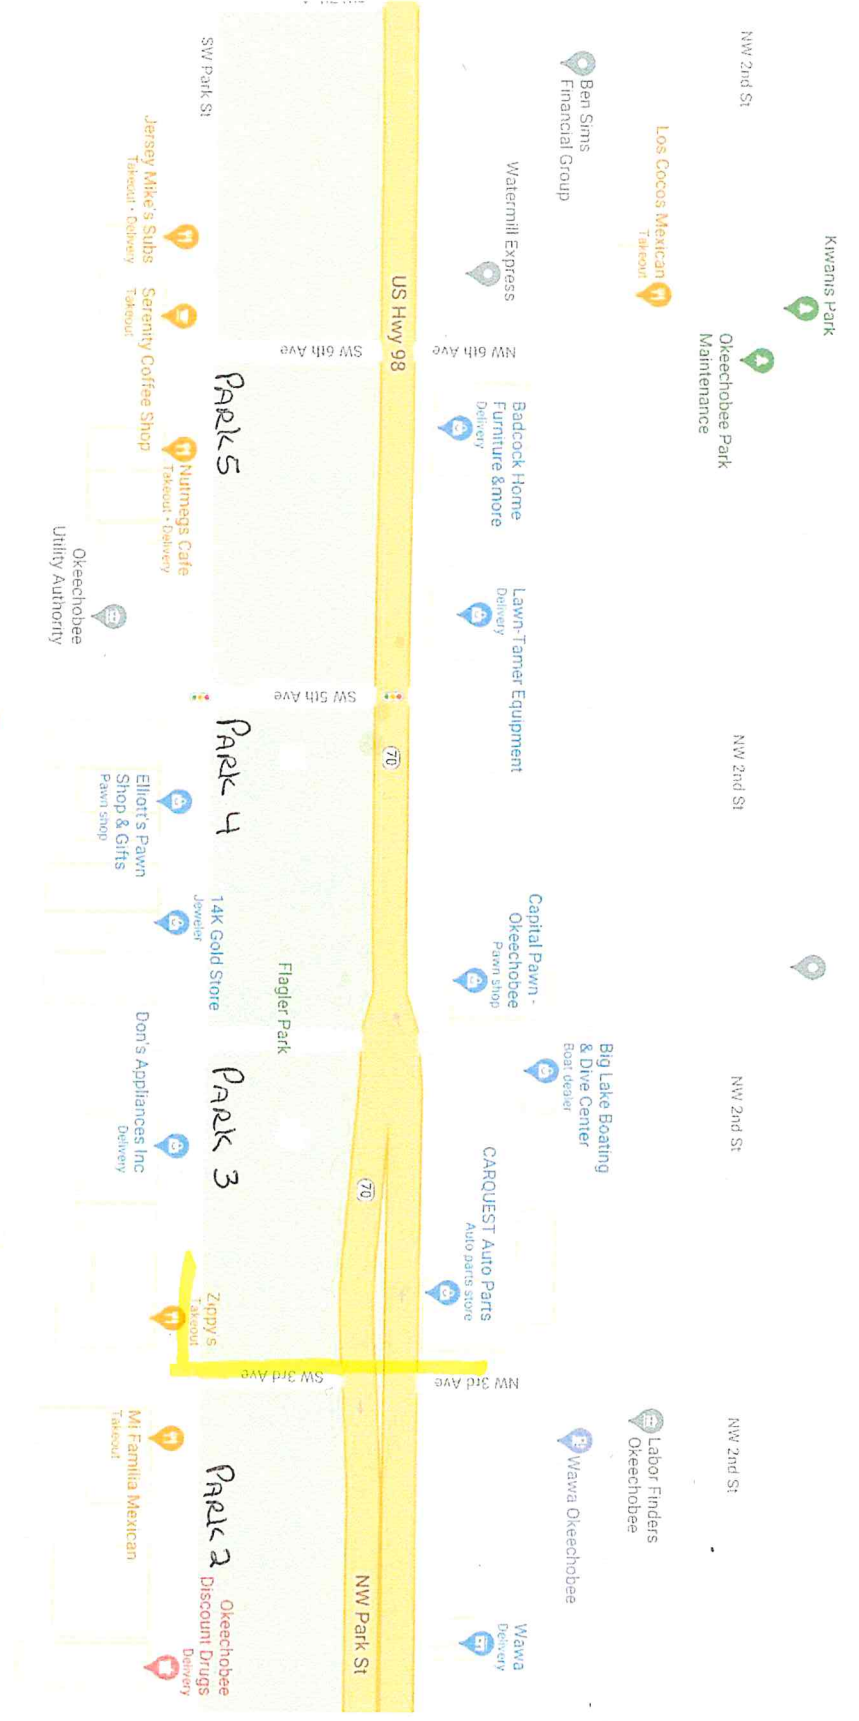 NW 2nd St
Kiwanis Park
Okeechobee Park
Maintenance
Los Cocos Mexican
Takeout
Ben Sims
Financial Group
Watermill Express
US Hwy 98
NW 6th Ave
SW 6th Ave
SW Park St
Jersey Mike's Subs
Takeout • Delivery
Serenity Coffee Shop
Takeout
PARK 5
Nutmegs Cafe
Takeout • Delivery
Okeechobee
Utility Authority
Badcock Home
Furniture &more
Delivery
Lawn-Tamer Equipment
Delivery
SW 5th Ave
70
NW 2nd St
PARK 4
Elliott's Pawn
Shop & Gifts
Pawn shop
14K Gold Store
Jeweler
Capital Pawn -
Okeechobee
Pawn shop
Flagler Park
Big Lake Boating
& Dive Center
Boat dealer
NW 2nd St
Don's Appliances Inc
Delivery
PARK 3
70
CARQUEST Auto Parts
Auto parts store
Zippy's
Takeout
SW 3rd Ave
NW 3rd Ave
NW 2nd St
Labor Finders
Okeechobee
Wawa Okeechobee
Mi Familia Mexican
Takeout
PARK 2
Okeechobee
Discount Drugs
Delivery
NW Park St
Wawa
Delivery